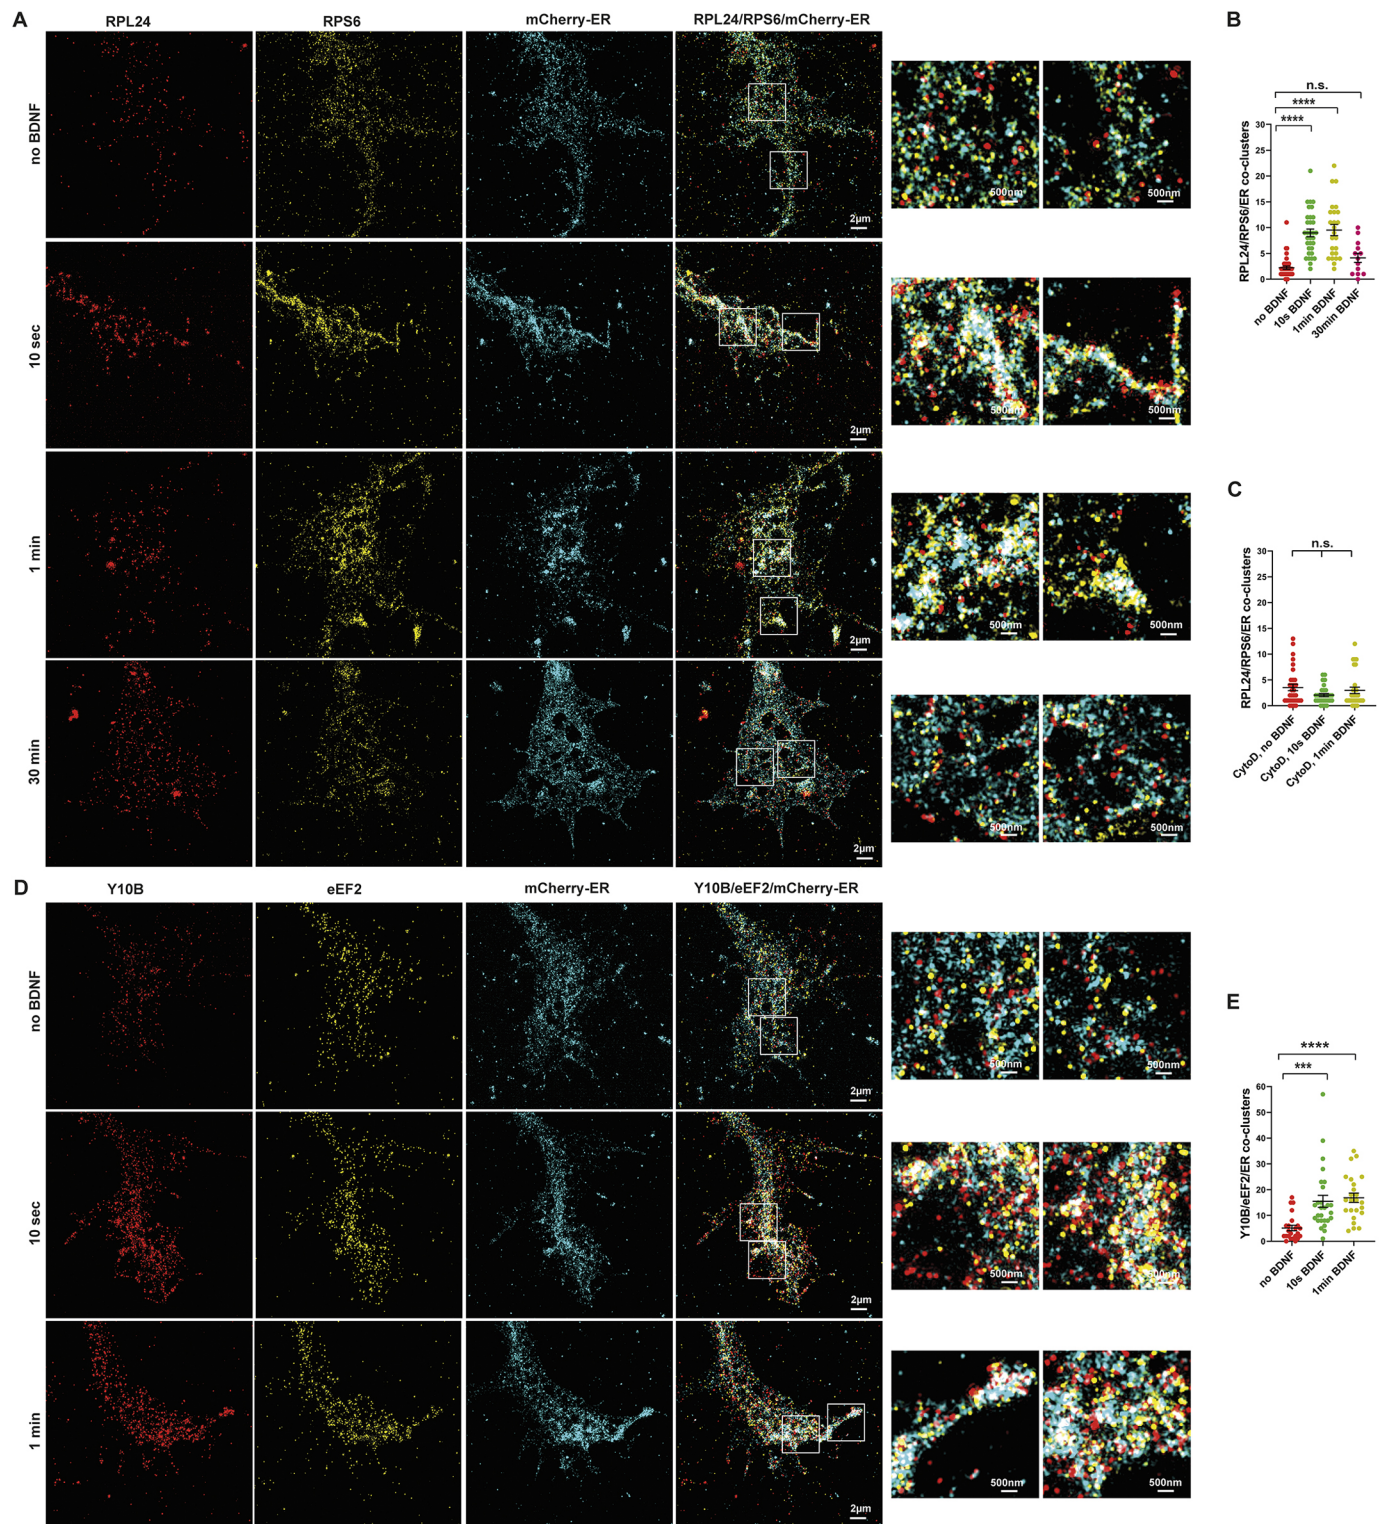 A
RPL24
RPS6
mCherry-ER
RPL24/RPS6/mCherry-ER
no BDNF
2µm
500nm
500nm
10 sec
2µm
500nm
500nm
1 min
2µm
500nm
500nm
30 min
2µm
500nm
500nm
B
n.s.
****
****
RPL24/RPS6/ER co-clusters
30
25
20
15
10
5
0
no BDNF
10s BDNF
1min BDNF
30min BDNF
C
n.s.
RPL24/RPS6/ER co-clusters
30
25
20
15
10
5
0
CytoD, no BDNF
CytoD, 10s BDNF
CytoD, 1min BDNF
D
Y10B
eEF2
mCherry-ER
Y10B/eEF2/mCherry-ER
no BDNF
2µm
500nm
500nm
10 sec
2µm
500nm
500nm
1 min
2µm
500nm
500nm
E
****
***
Y10B/eEF2/ER co-clusters
60
50
40
30
20
10
0
no BDNF
10s BDNF
1min BDNF